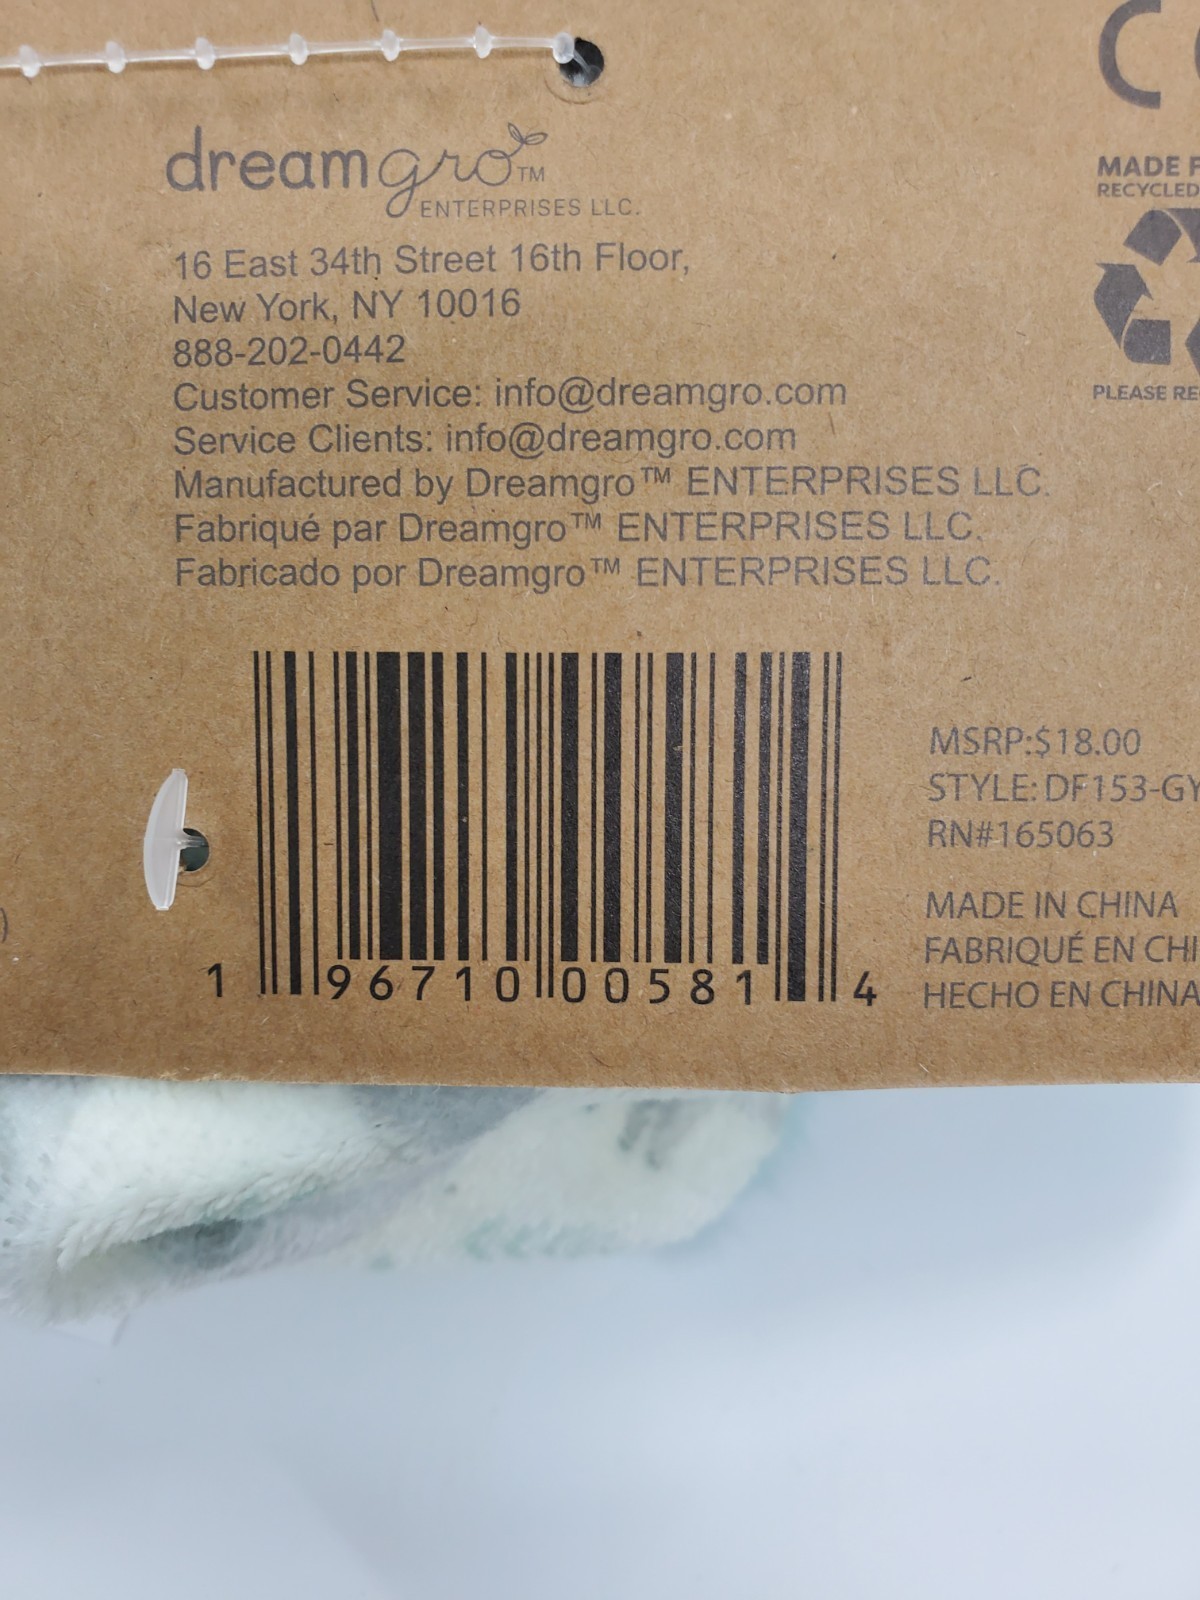 dreamgro™
ENTERPRISES LLC.
16 East 34th Street 16th Floor,
New York, NY 10016
888-202-0442
Customer Service: info@dreamgro.com
Service Clients: info@dreamgro.com
Manufactured by Dreamgro™ ENTERPRISES LLC.
Fabriqué par Dreamgro™ ENTERPRISES LLC.
Fabricado por Dreamgro™ ENTERPRISES LLC.
MADE
RECYCLED
PLEASE
MSRP:$18.00
STYLE: DF153-GY
RN#165063
MADE IN CHINA
FABRIQUÉ EN
HECHO EN CHINA
1 96710 00581 4